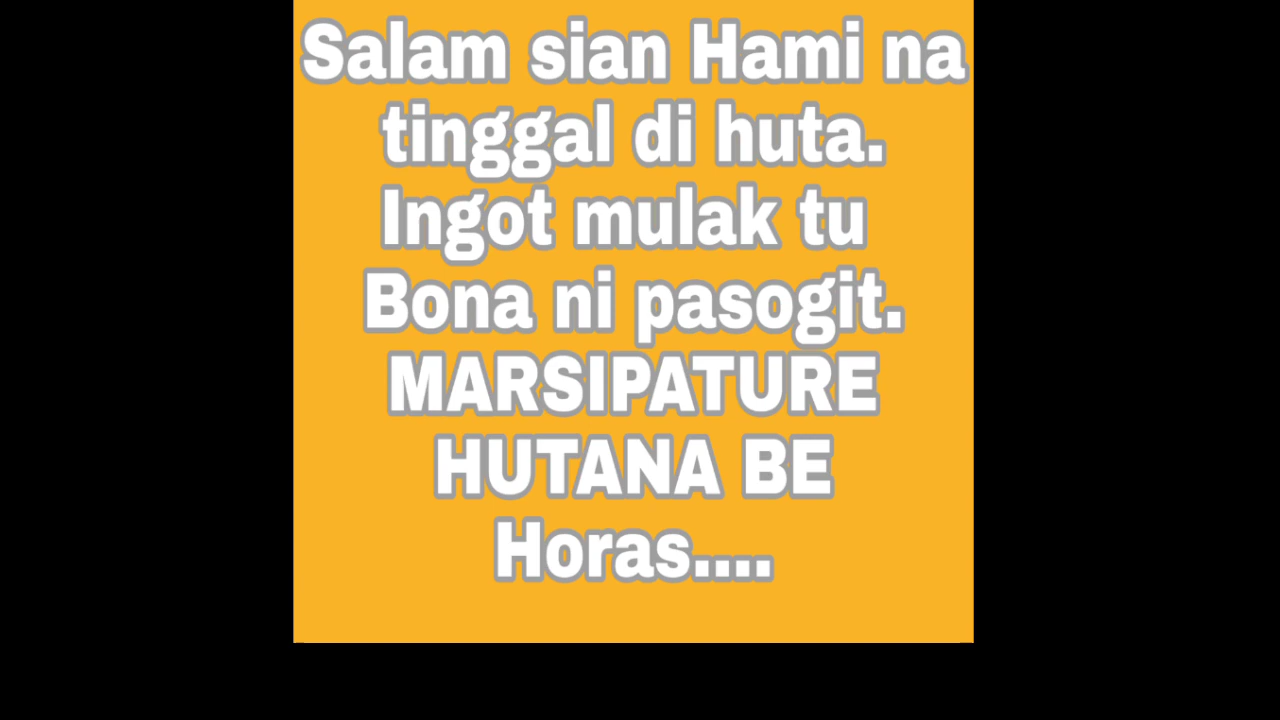 Salam sian Hami na
tinggal di huta.
Ingot mulak tu
Bona ni pasogit.
MARSIPATURE
HUTANA BE
Horas....